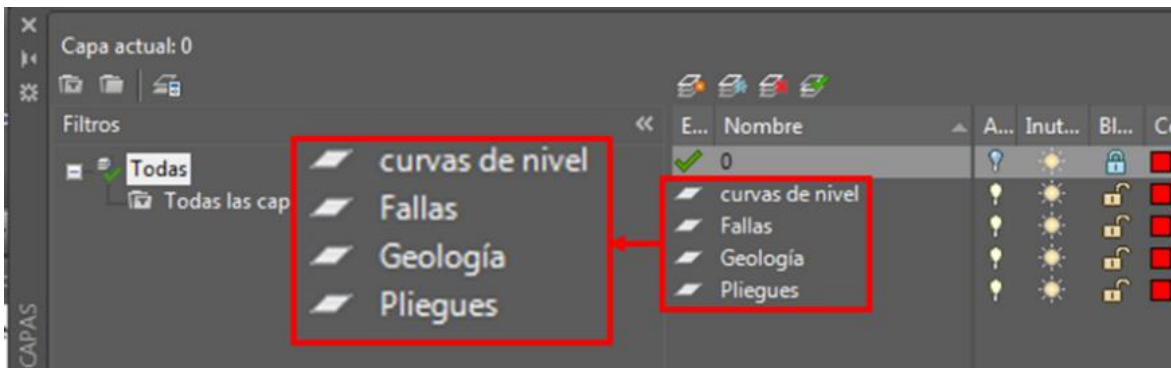 Capa actual: 0
Filtros
Todas
Todas las cap
curvas de nivel
Fallas
Geología
Pliegues
E... Nombre A... Inut... Bl... C
0
curvas de nivel
Fallas
Geología
Pliegues
CAPAS